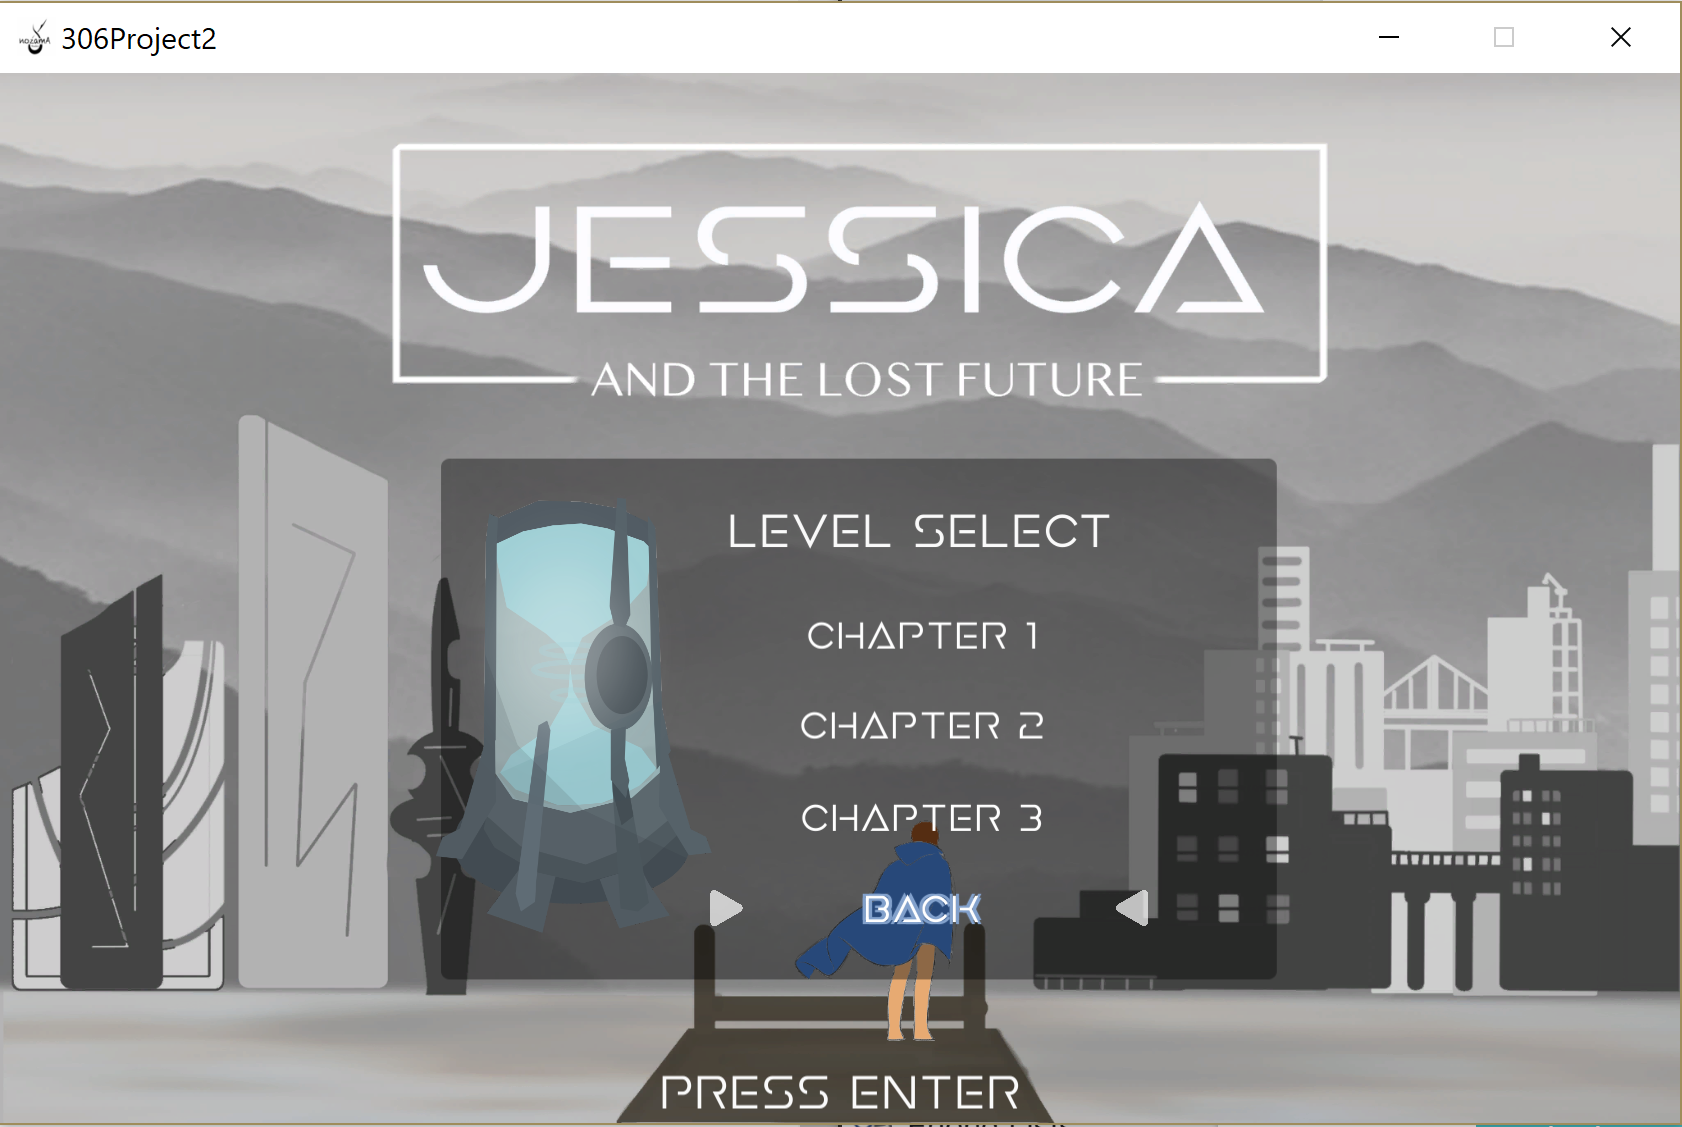 306Project2
JESSICA
AND THE LOST FUTURE
LEVEL SELECT
CHAPTER 1
CHAPTER 2
CHAPTER 3
BACK
PRESS ENTER